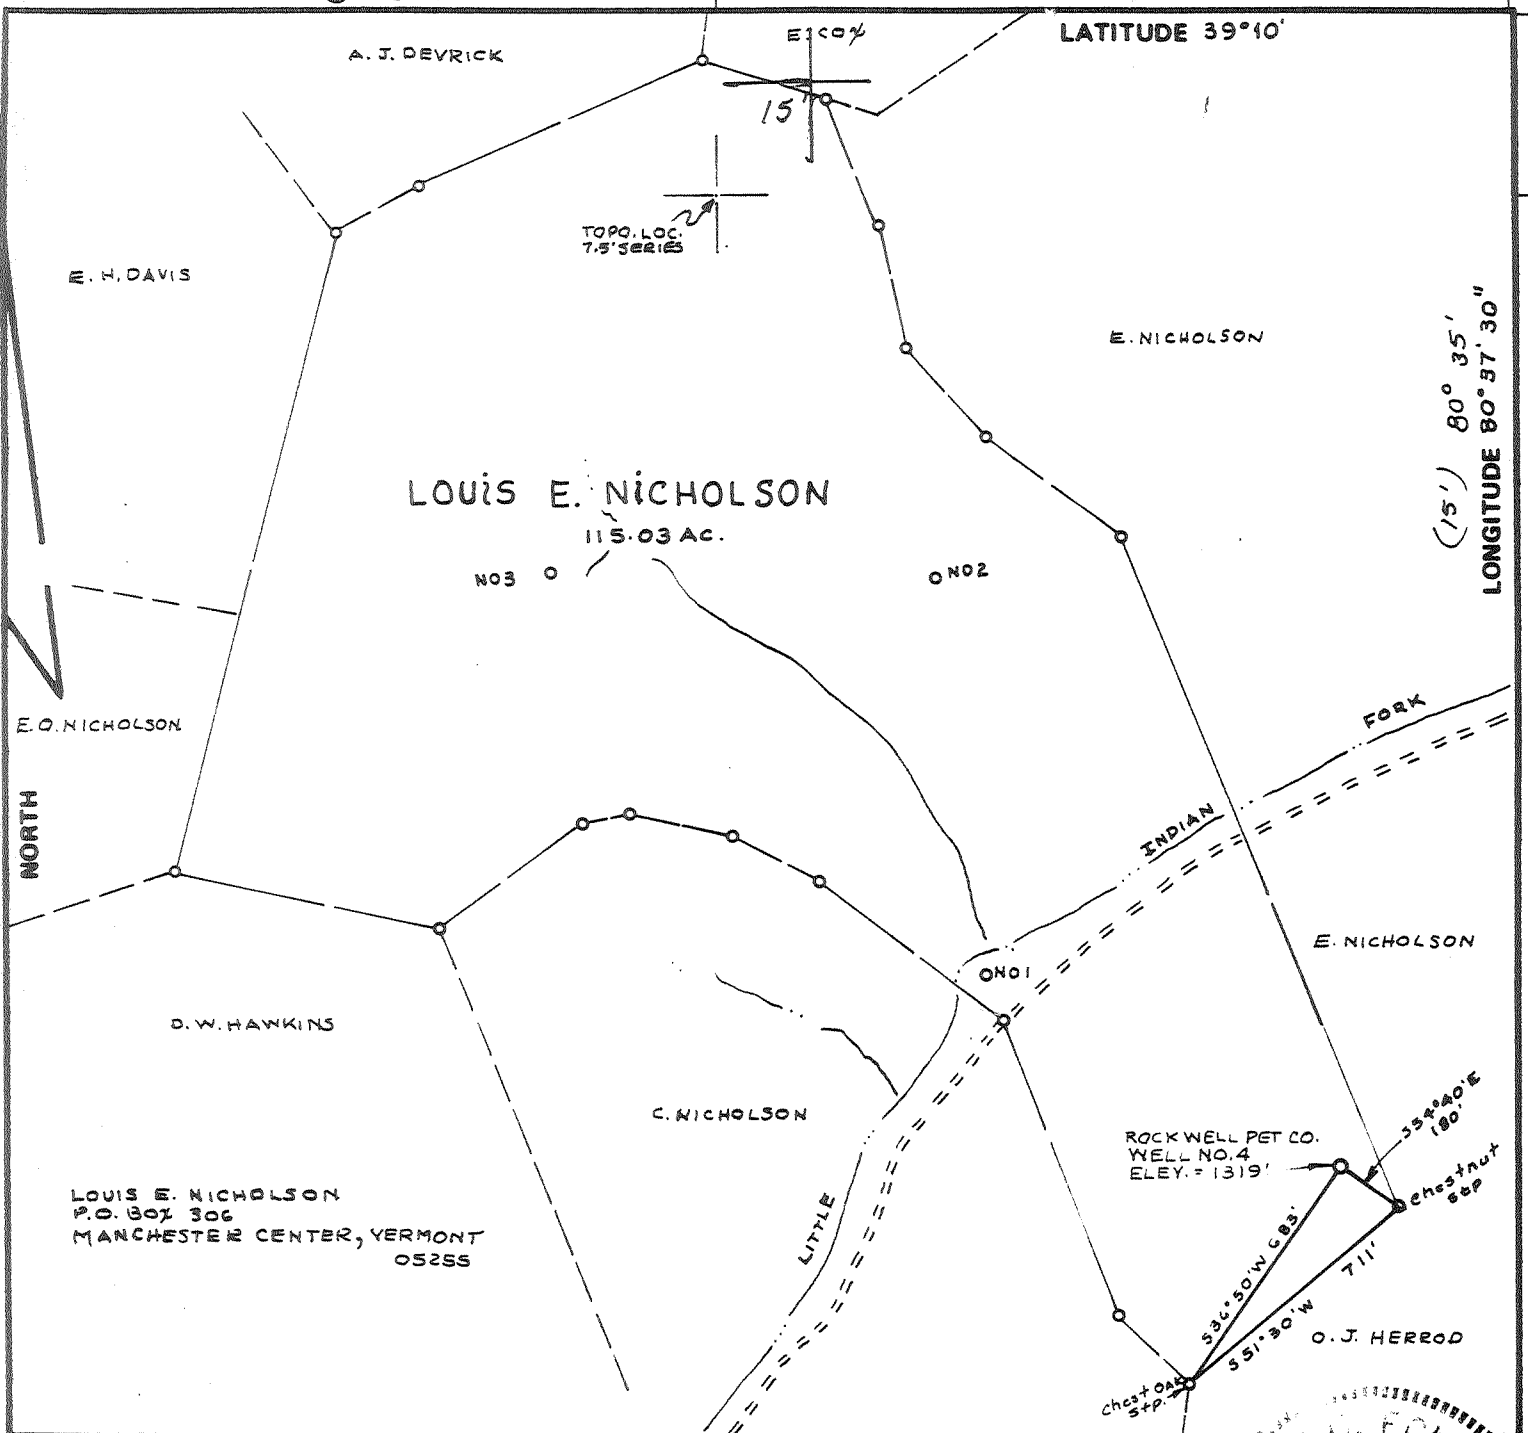 LATITUDE 39°10'
A. J. DEVRICK
15'
TOPO. LOC.
7.5' SERIES
E. H. DAVIS
E. NICHOLSON
(15') 80° 35'
LONGITUDE 80° 37' 30"
LOUIS E. NICHOLSON
115.03 AC.
NO3
NO2
E.O. NICHOLSON
NORTH
FORK
INDIAN
LITTLE
NO1
E. NICHOLSON
D. W. HAWKINS
C. NICHOLSON
ROCKWELL PET CO.
WELL NO. 4
ELEV. = 1319'
S54°40'E
180'
chestnut
stp
S36°50'W 683'
711'
S51°30'W
O. J. HERROD
chest OAK
stp.
LOUIS E. NICHOLSON
P.O. BOX 306
MANCHESTER CENTER, VERMONT
05255